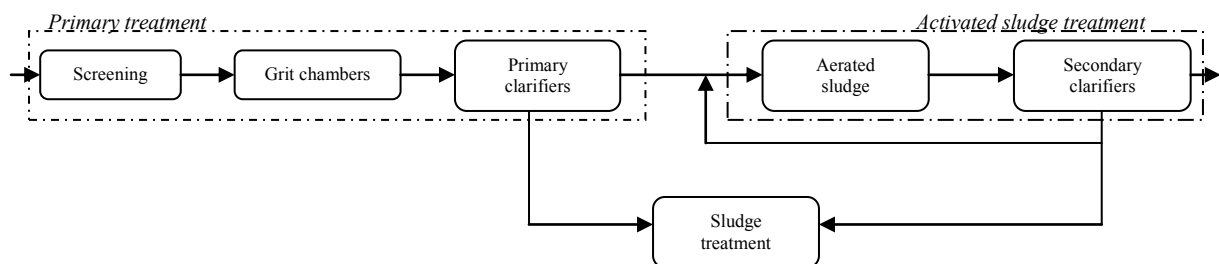 Primary treatment
Activated sludge treatment
Screening
Grit chambers
Primary
clarifiers
Aerated
sludge
Secondary
clarifiers
Sludge
treatment